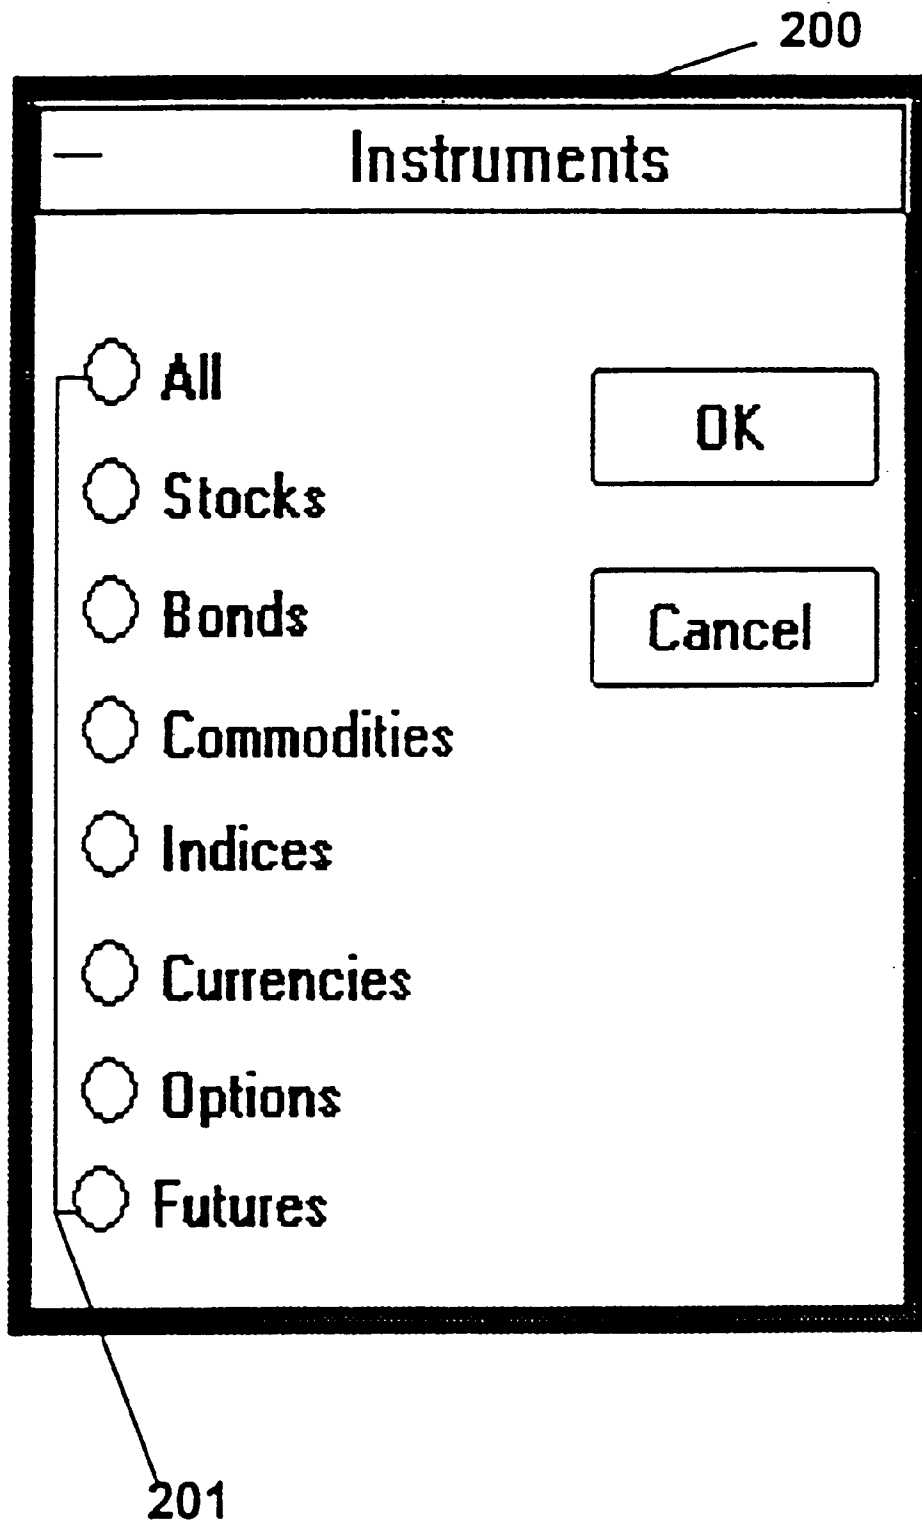 200
Instruments
All
OK
Stocks
Bonds
Cancel
Commodities
Indices
Currencies
Options
Futures
201